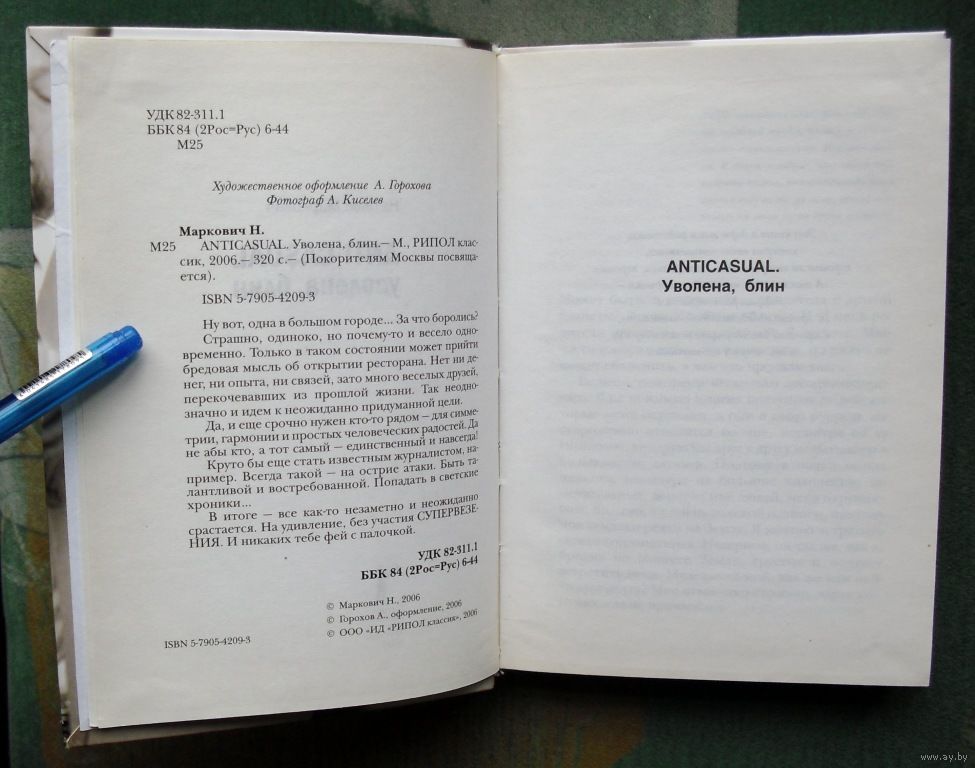 УДК 82-311.1
ББК 84 (2Рос=Рус) 6-44
М25
Художественное оформление А. Горохова
Фотограф А. Киселев
Маркович Н.
М25 ANTICASUAL. Уволена, блин.— М., РИПОЛ клас-
сик, 2006.— 320 с.— (Покорителям Москвы посвяща-
ется).
ISBN 5-7905-4209-3
Ну вот, одна в большом городе... За что боролись?
Страшно, одиноко, но почему-то и весело одно-
временно. Только в таком состоянии может прийти
бредовая мысль об открытии ресторана. Нет ни де-
нег, ни опыта, ни связей, зато много веселых друзей,
перекочевавших из прошлой жизни. Так неодно-
значно и идем к неожиданно придуманной цели.
Да, и еще срочно нужен кто-то рядом — для симме-
трии, гармонии и простых человеческих радостей. Да
не абы кто, а тот самый — единственный и навсегда!
Круто бы еще стать известным журналистом, на-
пример. Всегда такой — на острие атаки. Быть та-
лантливой и востребованной. Попадать в светские
хроники...
В итоге — все как-то незаметно и неожиданно
срастается. На удивление, без участия СУПЕРВЕЗЕ-
НИЯ. И никаких тебе фей с палочкой.
УДК 82-311.1
ББК 84 (2Рос=Рус) 6-44
© Маркович Н., 2006
© Горохов А., оформление, 2006
© ООО «ИД «РИПОЛ классик», 2006
ISBN 5-7905-4209-3
ANTICASUAL.
Уволена, блин
www.ay.by